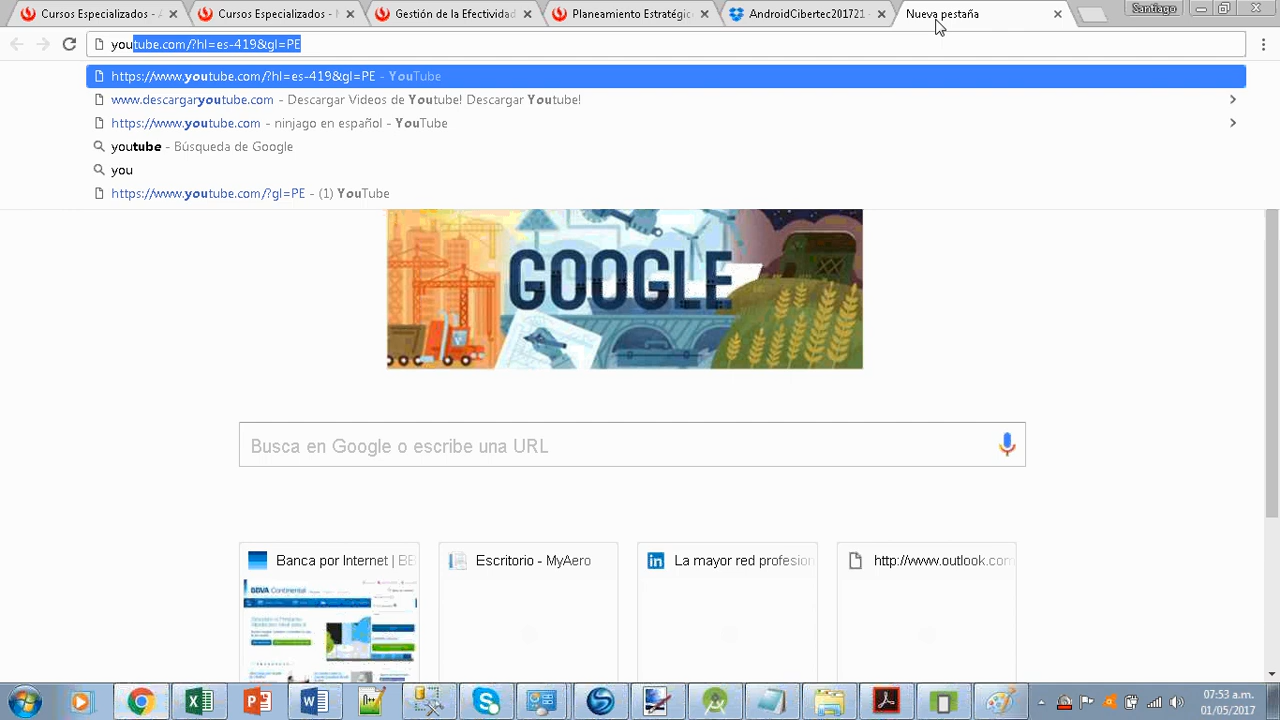 Cursos Especializados - A
Cursos Especializados - N
Gestión de la Efectividad
Planeamiento Estratégic
AndroidCibertec201721 -
Nueva pestaña
Santiago
youtube.com/?hl=es-419&gl=PE
https://www.youtube.com/?hl=es-419&gl=PE - YouTube
www.descargaryoutube.com - Descargar Videos de Youtube! Descargar Youtube!
https://www.youtube.com - ninjago en español - YouTube
youtube - Búsqueda de Google
you
https://www.youtube.com/?gl=PE - (1) YouTube
GOOGLE
Busca en Google o escribe una URL
Banca por Internet | BB
Escritorio - MyAero
La mayor red profesion
http://www.outlook.com
BBVA Continental
07:53 a.m.
01/05/2017